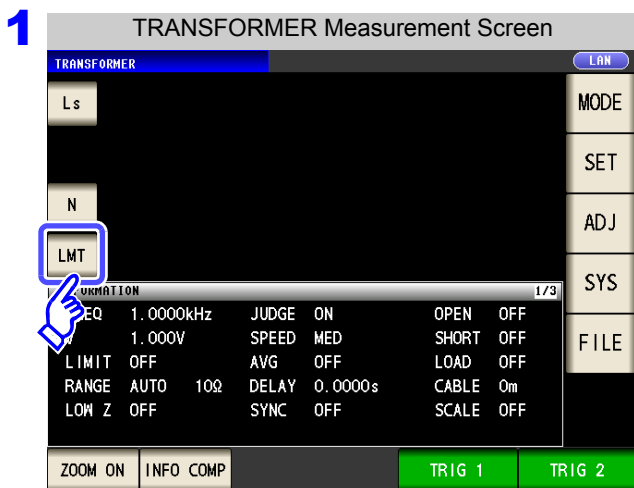 1
TRANSFORMER Measurement Screen
TRANSFORMER
LAN
Ls
MODE
SET
N
ADJ
LMT
ORMATION 1/3
SYS
EQ 1.0000kHz JUDGE ON OPEN OFF
1.000V SPEED MED SHORT OFF
FILE
LIMIT OFF AVG OFF LOAD OFF
RANGE AUTO 10Ω DELAY 0.0000s CABLE 0m
LOW Z OFF SYNC OFF SCALE OFF
ZOOM ON INFO COMP TRIG 1 TRIG 2